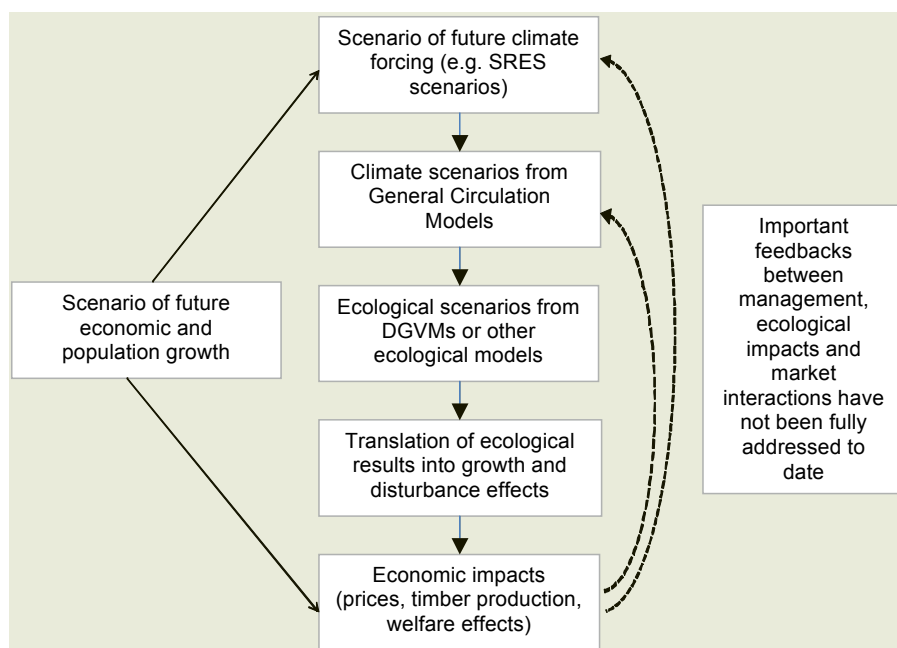 Scenario of future climate
forcing (e.g. SRES
scenarios)
Climate scenarios from
General Circulation
Models
Scenario of future
economic and
population growth
Ecological scenarios from
DGVMs or other
ecological models
Translation of ecological
results into growth and
disturbance effects
Economic impacts
(prices, timber production,
welfare effects)
Important
feedbacks
between
management,
ecological
impacts and
market
interactions have
not been fully
addressed to
date